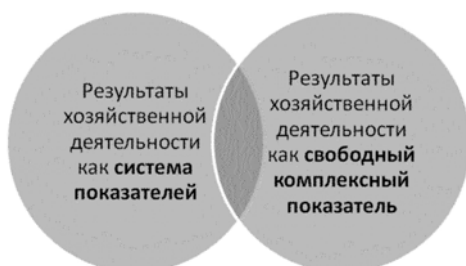 Результаты
хозяйственной
деятельности
как система
показателей
Результаты
хозяйственной
деятельности
как свободный
комплексный
показатель